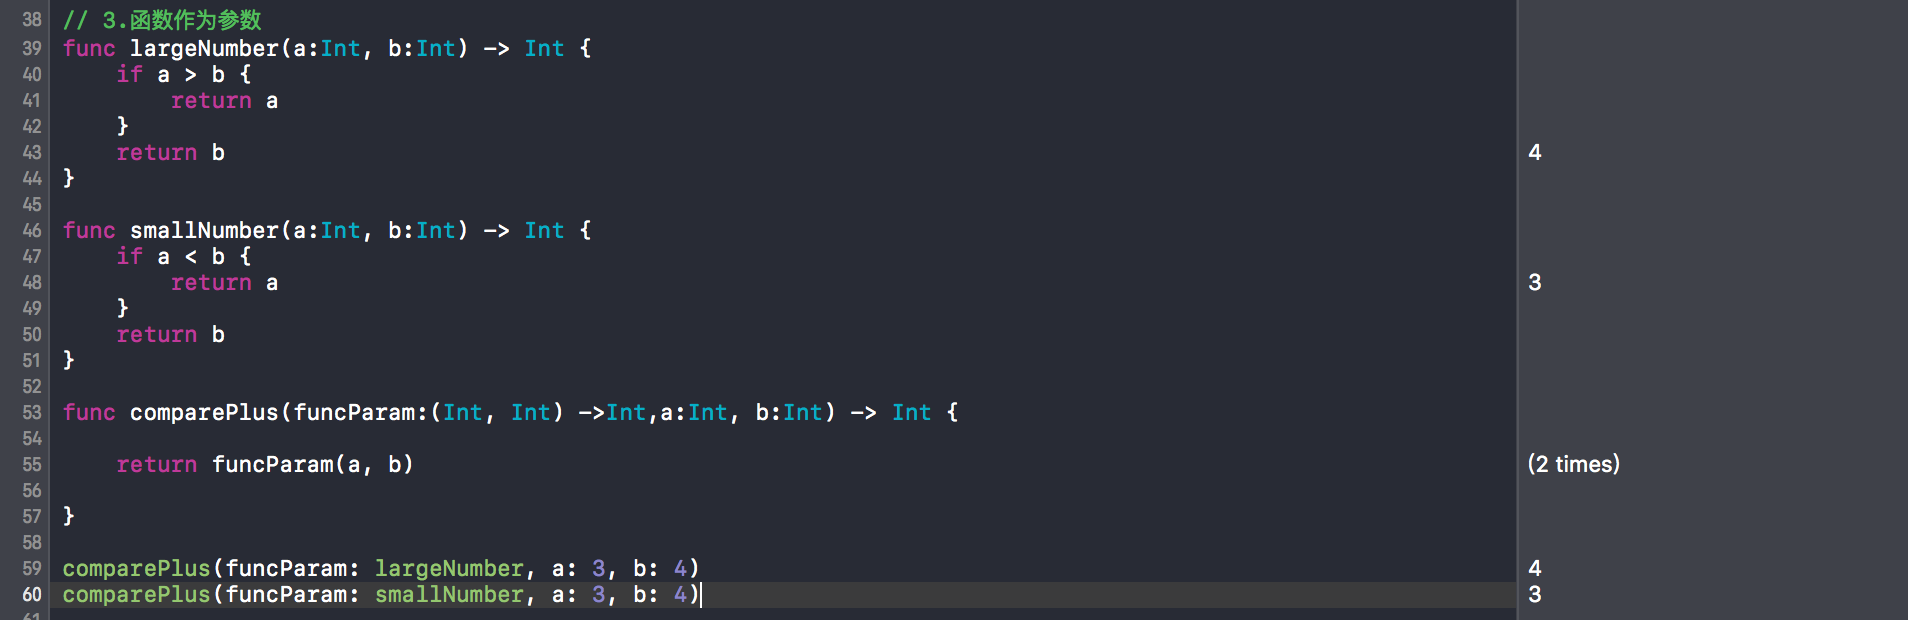 38 // 3.函数作为参数
39 func largeNumber(a:Int, b:Int) -> Int {
40 if a > b {
41 return a
42 }
43 return b 4
44 }
45
46 func smallNumber(a:Int, b:Int) -> Int {
47 if a < b {
48 return a 3
49 }
50 return b
51 }
52
53 func comparePlus(funcParam:(Int, Int) ->Int,a:Int, b:Int) -> Int {
54
55 return funcParam(a, b) (2 times)
56
57 }
58
59 comparePlus(funcParam: largeNumber, a: 3, b: 4) 4
60 comparePlus(funcParam: smallNumber, a: 3, b: 4) 3
61